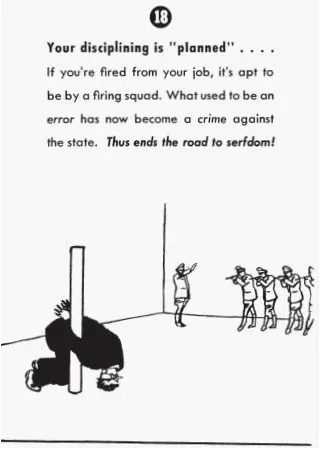 18
Your disciplining is "planned" . . . .
If you're fired from your job, it's apt to
be by a firing squad. What used to be an
error has now become a crime against
the state. Thus ends the road to serfdom!